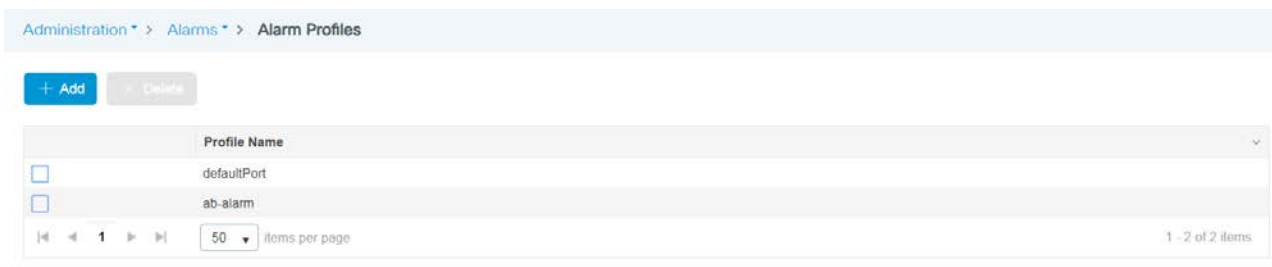 Administration > Alarms > Alarm Profiles
+ Add × Delete
Profile Name
defaultPort
ab-alarm
1 50 items per page 1 - 2 of 2 items